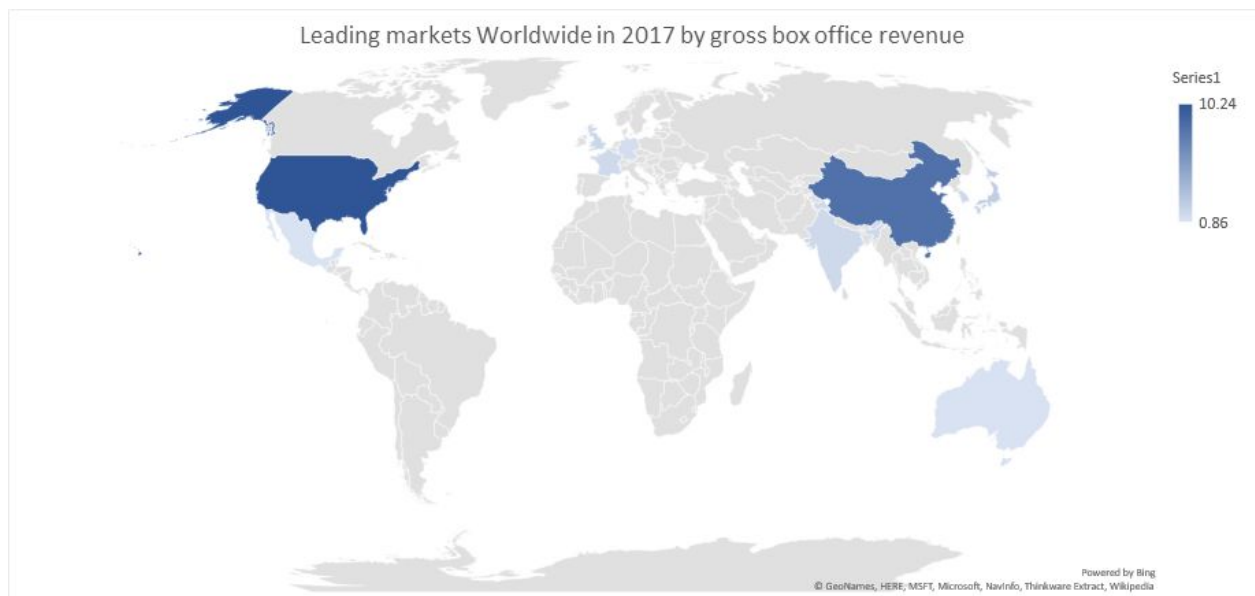 Leading markets Worldwide in 2017 by gross box office revenue
Series1
10.24
0.86
Powered by Bing
© GeoNames, HERE, MSFT, Microsoft, NavInfo, Thinkware Extract, Wikipedia